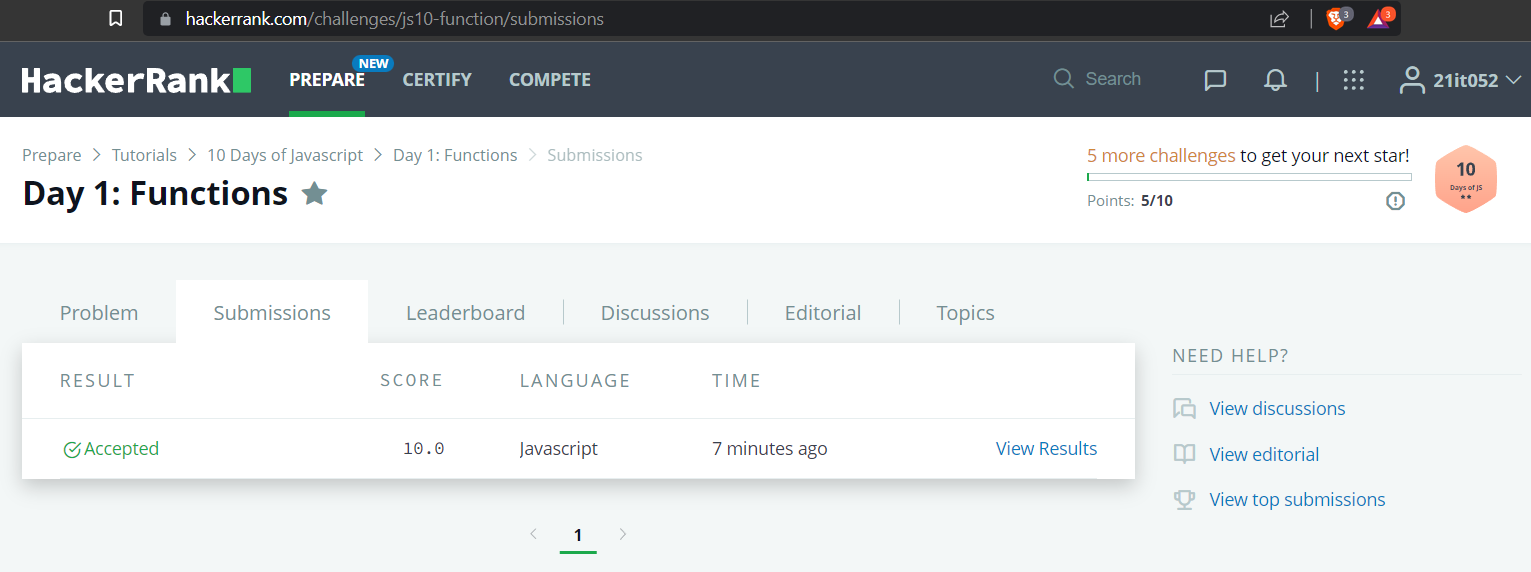 hackerrank.com/challenges/js10-function/submissions
3
3
HackerRank
PREPARE
NEW
CERTIFY
COMPETE
Search
21it052
Prepare > Tutorials > 10 Days of Javascript > Day 1: Functions > Submissions
Day 1: Functions
5 more challenges to get your next star!
Points: 5/10
10
Days of JS
Problem
Submissions
Leaderboard
Discussions
Editorial
Topics
RESULT SCORE LANGUAGE TIME
Accepted 10.0 Javascript 7 minutes ago View Results
1
NEED HELP?
View discussions
View editorial
View top submissions